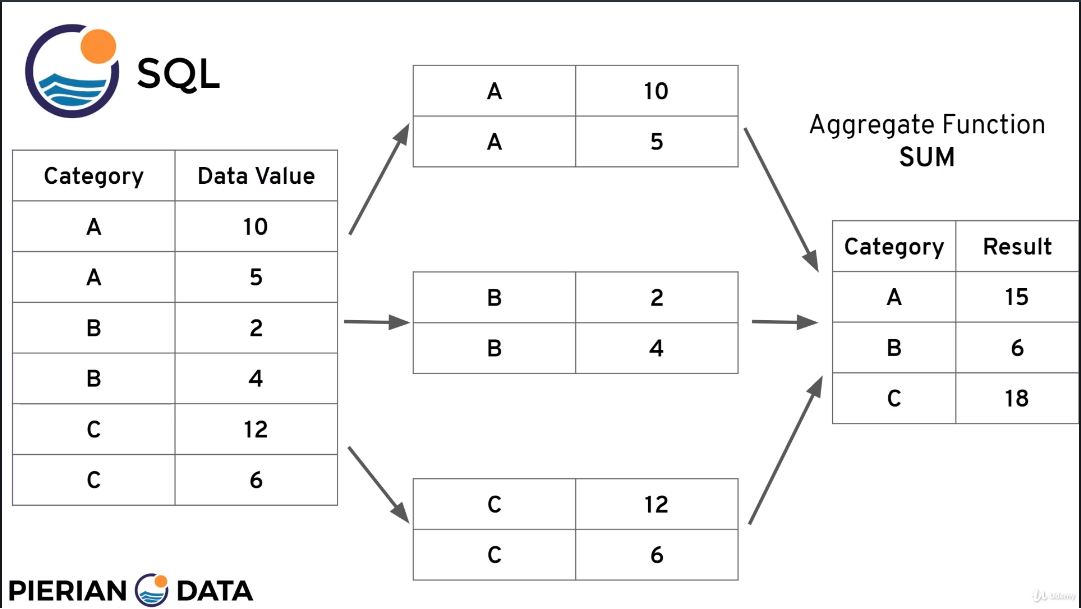 SQL
Category Data Value
A 10
A 5
B 2
B 4
C 12
C 6
A 10
A 5
B 2
B 4
C 12
C 6
Aggregate Function
SUM
Category Result
A 15
B 6
C 18
PIERIAN DATA
Udemy